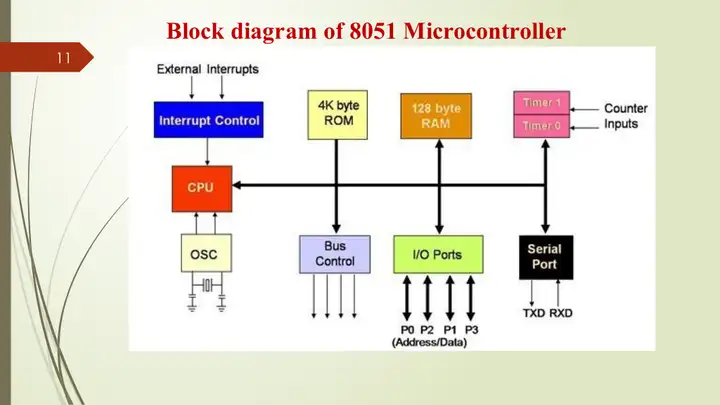 Block diagram of 8051 Microcontroller
11
External Interrupts
Interrupt Control
4K byte
ROM
128 byte
RAM
Timer 1
Timer 0
Counter
Inputs
CPU
OSC
Bus
Control
I/O Ports
Serial
Port
P0 P2 P1 P3
(Address/Data)
TXD RXD